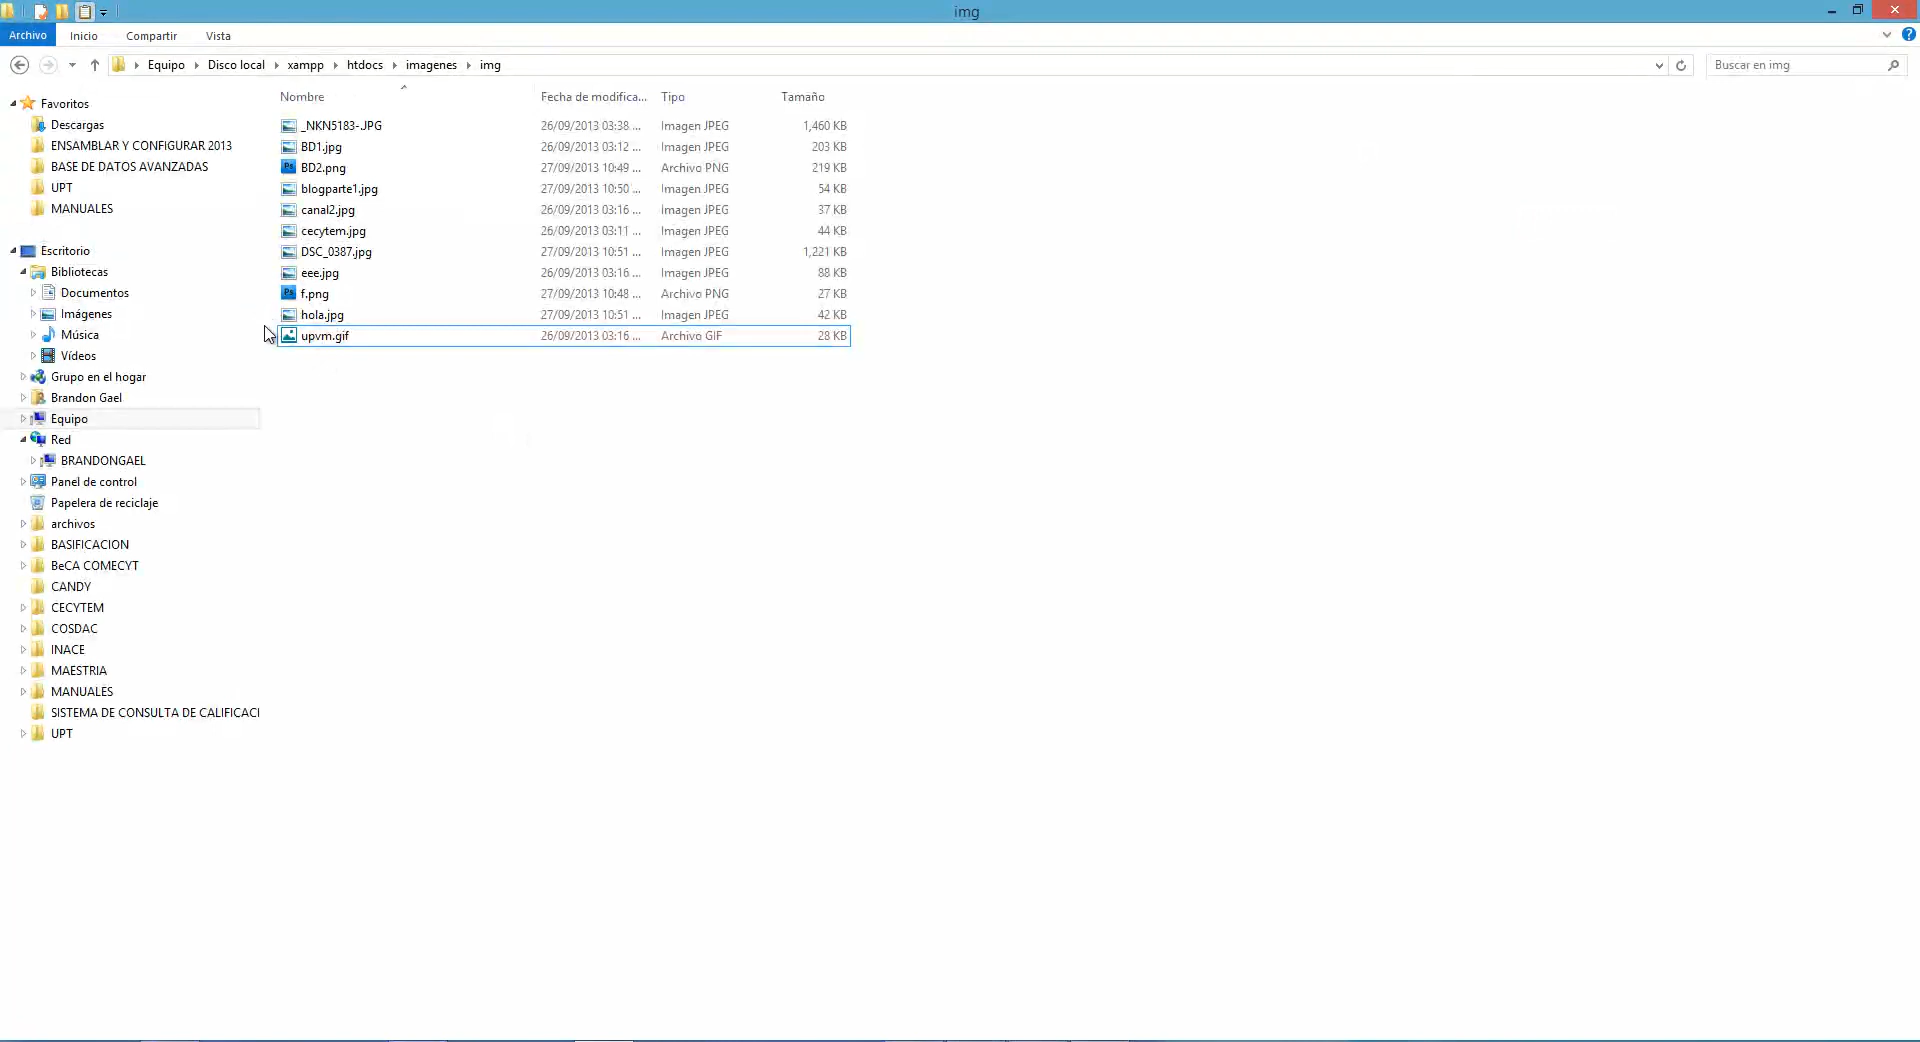 img
Archivo Inicio Compartir Vista
Equipo Disco local xampp htdocs imagenes img Buscar en img
Favoritos
Descargas
ENSAMBLAR Y CONFIGURAR 2013
BASE DE DATOS AVANZADAS
UPT
MANUALES
Escritorio
Bibliotecas
Documentos
Imágenes
Música
Vídeos
Grupo en el hogar
Brandon Gael
Equipo
Red
BRANDONGAEL
Panel de control
Papelera de reciclaje
archivos
BASIFICACION
BeCA COMECYT
CANDY
CECYTEM
COSDAC
INACE
MAESTRIA
MANUALES
SISTEMA DE CONSULTA DE CALIFICACI
UPT
Nombre Fecha de modifica... Tipo Tamaño
_NKN5183-.JPG 26/09/2013 03:38 ... Imagen JPEG 1,460 KB
BD1.jpg 26/09/2013 03:12 ... Imagen JPEG 203 KB
BD2.png 27/09/2013 10:49 ... Archivo PNG 219 KB
blogparte1.jpg 27/09/2013 10:50 ... Imagen JPEG 54 KB
canal2.jpg 26/09/2013 03:16 ... Imagen JPEG 37 KB
cecytem.jpg 26/09/2013 03:11 ... Imagen JPEG 44 KB
DSC_0387.jpg 27/09/2013 10:51 ... Imagen JPEG 1,221 KB
eee.jpg 26/09/2013 03:16 ... Imagen JPEG 88 KB
f.png 27/09/2013 10:48 ... Archivo PNG 27 KB
hola.jpg 27/09/2013 10:51 ... Imagen JPEG 42 KB
upvm.gif 26/09/2013 03:16 ... Archivo GIF 28 KB